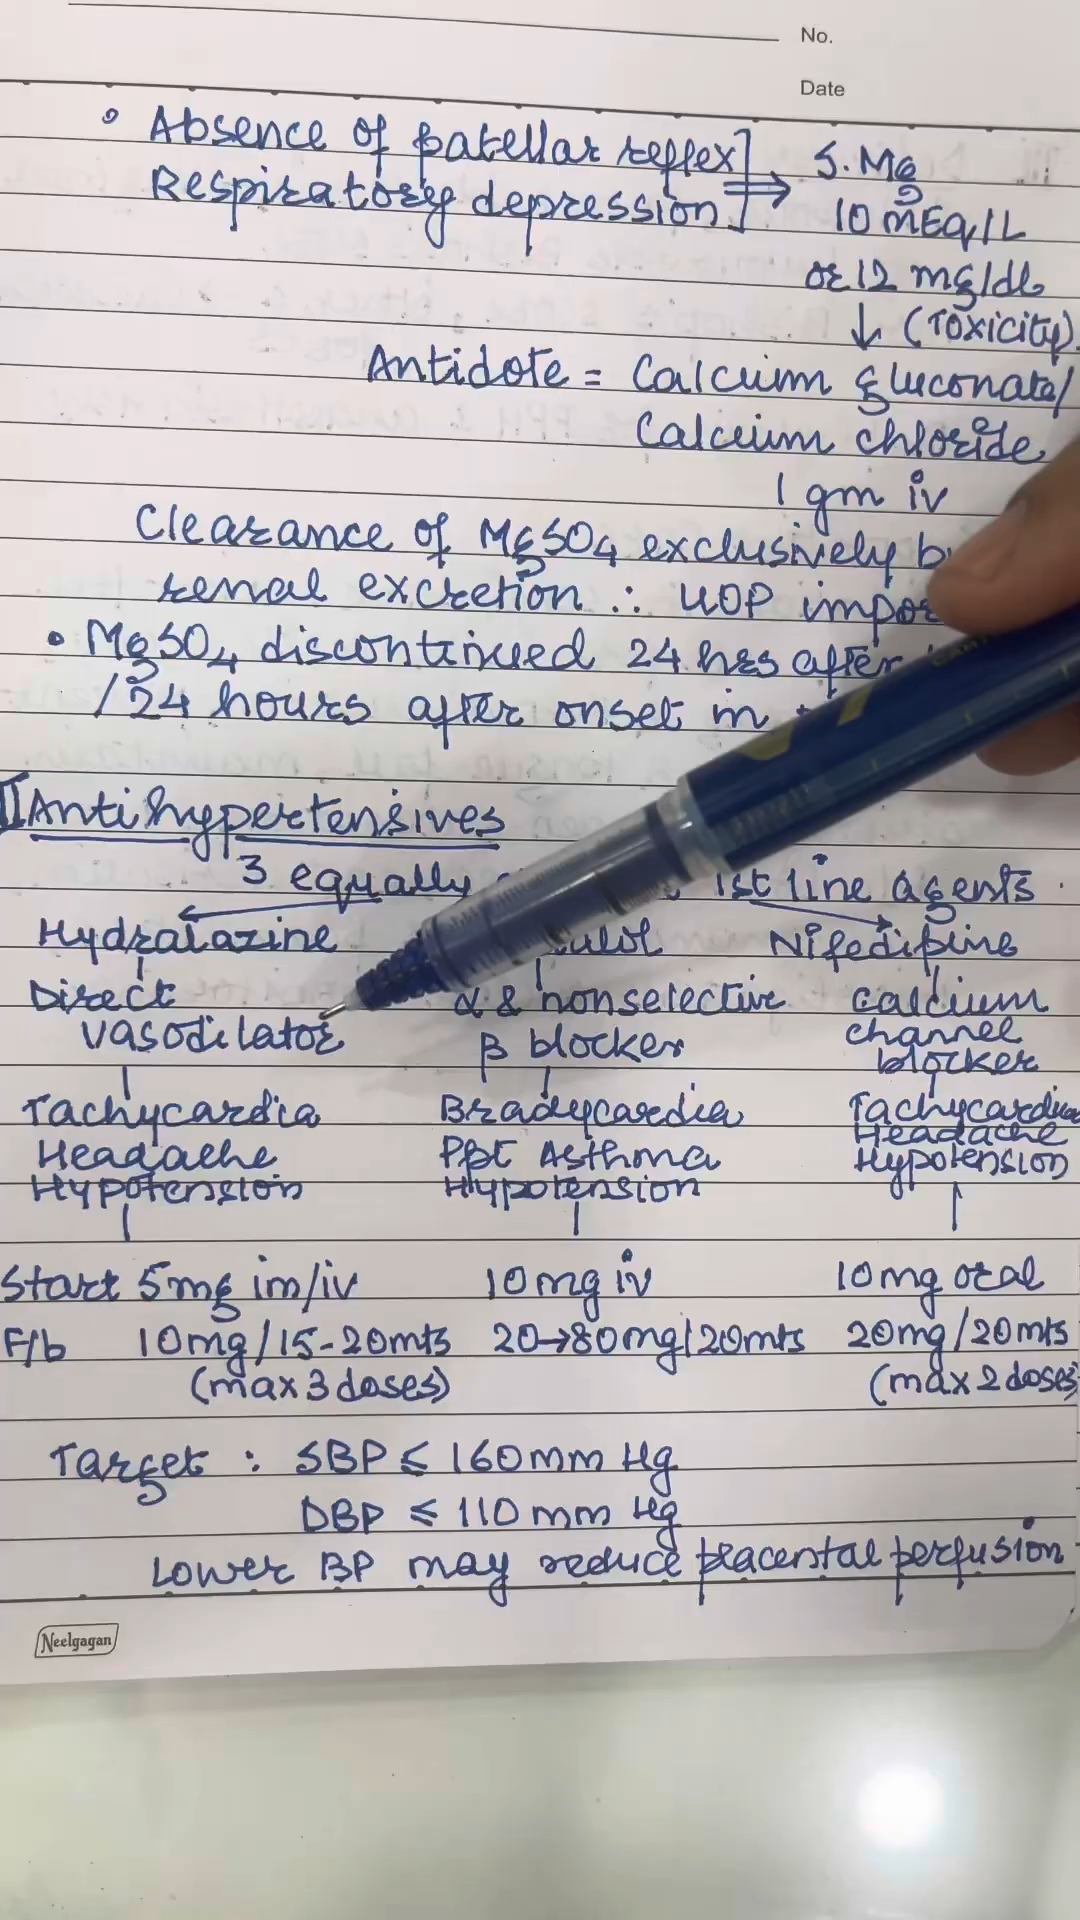 No.
Date
• Absence of patellar reflex
Respiratory depression ⇒ S.Mg
10 mEq/L
or 12 mg/dl
↓ (Toxicity)
Antidote = Calcium gluconate/
Calcium chloride
1 gm iv
Clearance of MgSO4 exclusively
renal excretion ∴ UOP
• MgSO4 discontinued 24 hrs after
/24 hours after onset in
II Antihypertensives
3 equally 1st line agents
Hydralazine Nifedipine
Direct α & nonselective Calcium
vasodilator β blocker channel
blocker
Tachycardia Bradycardia Tachycardia
Headache PPt Asthma Headache
Hypotension Hypotension Hypotension
Start 5mg im/iv 10mg iv 10mg oral
F/b 10mg/15-20mts 20→80mg/20mts 20mg/20mts
(max 3 doses) (max 2 doses
Target : SBP ≤ 160 mm Hg
DBP ≤ 110 mm Hg
Lower BP may reduce placental perfusion
Neelgagan